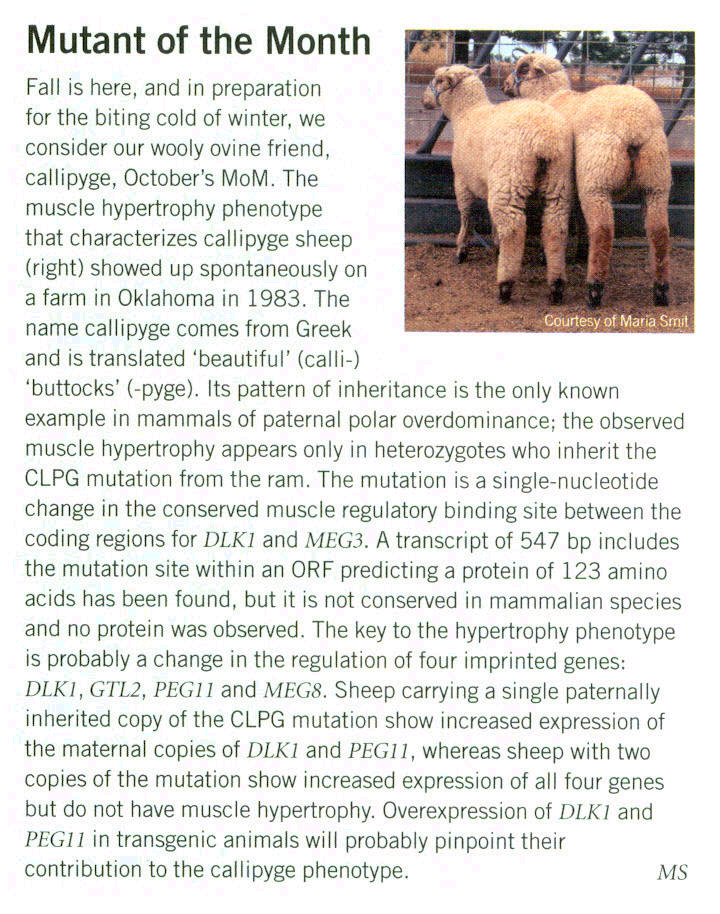 Mutant of the Month
Fall is here, and in preparation
for the biting cold of winter, we
consider our wooly ovine friend,
callipyge, October's MoM. The
muscle hypertrophy phenotype
that characterizes callipyge sheep
(right) showed up spontaneously on
a farm in Oklahoma in 1983. The
name callipyge comes from Greek
and is translated 'beautiful' (calli-)
'buttocks' (-pyge). Its pattern of inheritance is the only known
example in mammals of paternal polar overdominance; the observed
muscle hypertrophy appears only in heterozygotes who inherit the
CLPG mutation from the ram. The mutation is a single-nucleotide
change in the conserved muscle regulatory binding site between the
coding regions for DLK1 and MEG3. A transcript of 547 bp includes
the mutation site within an ORF predicting a protein of 123 amino
acids has been found, but it is not conserved in mammalian species
and no protein was observed. The key to the hypertrophy phenotype
is probably a change in the regulation of four imprinted genes:
DLK1, GTL2, PEG11 and MEG8. Sheep carrying a single paternally
inherited copy of the CLPG mutation show increased expression of
the maternal copies of DLK1 and PEG11, whereas sheep with two
copies of the mutation show increased expression of all four genes
but do not have muscle hypertrophy. Overexpression of DLK1 and
PEG11 in transgenic animals will probably pinpoint their
contribution to the callipyge phenotype. MS
Courtesy of Maria Smit